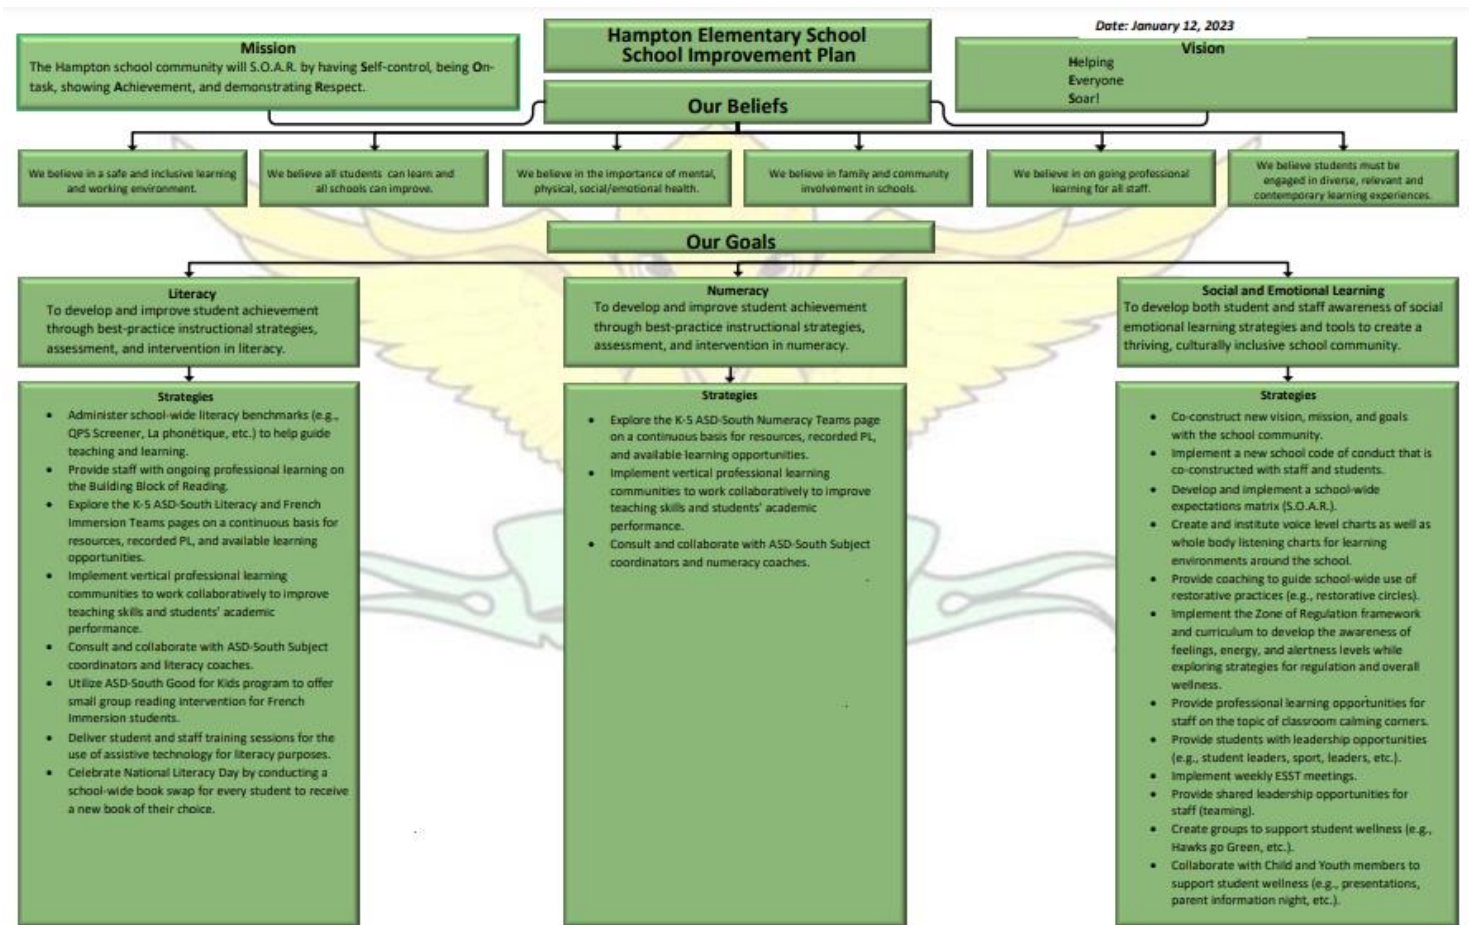 Date: January 12, 2023
Hampton Elementary School
School Improvement Plan
Mission
The Hampton school community will S.O.A.R. by having Self-control, being On-
task, showing Achievement, and demonstrating Respect.
Vision
Helping
Everyone
Soar!
Our Beliefs
We believe in a safe and inclusive learning
and working environment.
We believe all students can learn and
all schools can improve.
We believe in the importance of mental,
physical, social/emotional health.
We believe in family and community
involvement in schools.
We believe in on going professional
learning for all staff.
We believe students must be
engaged in diverse, relevant and
contemporary learning experiences.
Our Goals
Literacy
To develop and improve student achievement
through best-practice instructional strategies,
assessment, and intervention in literacy.
Strategies
• Administer school-wide literacy benchmarks (e.g.,
QPS Screener, La phonétique, etc.) to help guide
teaching and learning.
• Provide staff with ongoing professional learning on
the Building Block of Reading.
• Explore the K-5 ASD-South Literacy and French
Immersion Teams pages on a continuous basis for
resources, recorded PL, and available learning
opportunities.
• Implement vertical professional learning
communities to work collaboratively to improve
teaching skills and students' academic
performance.
• Consult and collaborate with ASD-South Subject
coordinators and literacy coaches.
• Utilize ASD-South Good for Kids program to offer
small group reading intervention for French
Immersion students.
• Deliver student and staff training sessions for the
use of assistive technology for literacy purposes.
• Celebrate National Literacy Day by conducting a
school-wide book swap for every student to receive
a new book of their choice.
Numeracy
To develop and improve student achievement
through best-practice instructional strategies,
assessment, and intervention in numeracy.
Strategies
• Explore the K-5 ASD-South Numeracy Teams page
on a continuous basis for resources, recorded PL,
and available learning opportunities.
• Implement vertical professional learning
communities to work collaboratively to improve
teaching skills and students' academic
performance.
• Consult and collaborate with ASD-South Subject
coordinators and numeracy coaches.
Social and Emotional Learning
To develop both student and staff awareness of social
emotional learning strategies and tools to create a
thriving, culturally inclusive school community.
Strategies
• Co-construct new vision, mission, and goals
with the school community.
• Implement a new school code of conduct that is
co-constructed with staff and students.
• Develop and implement a school-wide
expectations matrix (S.O.A.R.).
• Create and institute voice level charts as well as
whole body listening charts for learning
environments around the school.
• Provide coaching to guide school-wide use of
restorative practices (e.g., restorative circles).
• Implement the Zone of Regulation framework
and curriculum to develop the awareness of
feelings, energy, and alertness levels while
exploring strategies for regulation and overall
wellness.
• Provide professional learning opportunities for
staff on the topic of classroom calming corners.
• Provide students with leadership opportunities
(e.g., student leaders, sport, leaders, etc.).
• Implement weekly ESST meetings.
• Provide shared leadership opportunities for
staff (teaming).
• Create groups to support student wellness (e.g.,
Hawks go Green, etc.).
• Collaborate with Child and Youth members to
support student wellness (e.g., presentations,
parent information night, etc.).